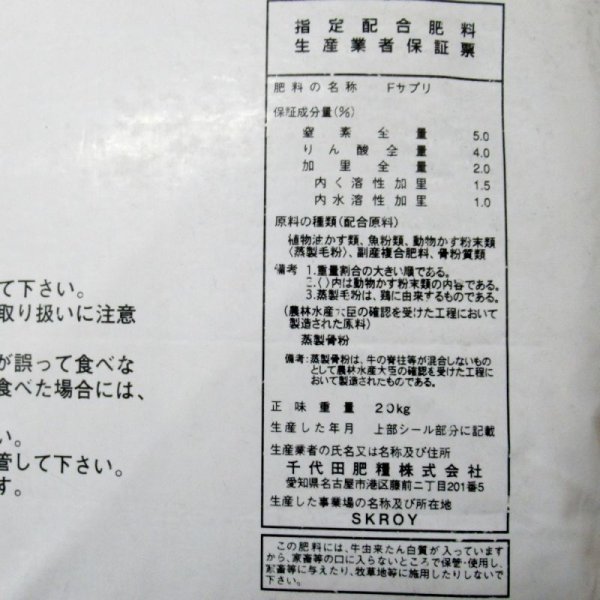 指定配合肥料
生産業者保証票
肥料の名称 Fサプリ
保証成分量(%)
窒素全量 5.0
りん酸全量 4.0
加里全量 2.0
内く溶性加里 1.5
内水溶性加里 1.0
原料の種類(配合原料)
植物油かす類、魚粉類、動物かす粉末類
〈蒸製毛粉〉、副産複合肥料、骨粉質類
備考 1.重量割合の大きい順である。
2.〈〉内は動物かす粉末類の内容である。
3.蒸製毛粉は、鶏に由来するものである。
(農林水産大臣の確認を受けた工程において
製造された原料)
蒸製骨粉
備考:蒸製骨粉は、牛の脊柱等が混合しないもの
として農林水産大臣の確認を受けた工程に
おいて製造されたものである。
正味重量 20kg
生産した年月 上部シール部分に記載
生産業者の氏名又は名称及び住所
千代田肥糧株式会社
愛知県名古屋市港区藤前二丁目201番5
生産した事業場の名称及び所在地
SKROY
この肥料には、牛由来たん白質が入っています
から、家畜等の口に入らないところで保管・使用し、
家畜等に与えたり、牧草地等に施用したりしないで
下さい。
て下さい。
取り扱いに注意
が誤って食べな
食べた場合には、
い。
管して下さい。
す。